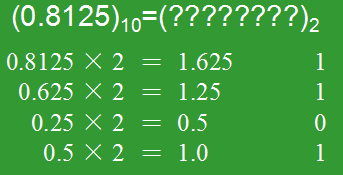 (0.8125)₁₀=(????????)₂
0.8125 × 2 = 1.625 1
0.625 × 2 = 1.25 1
0.25 × 2 = 0.5 0
0.5 × 2 = 1.0 1